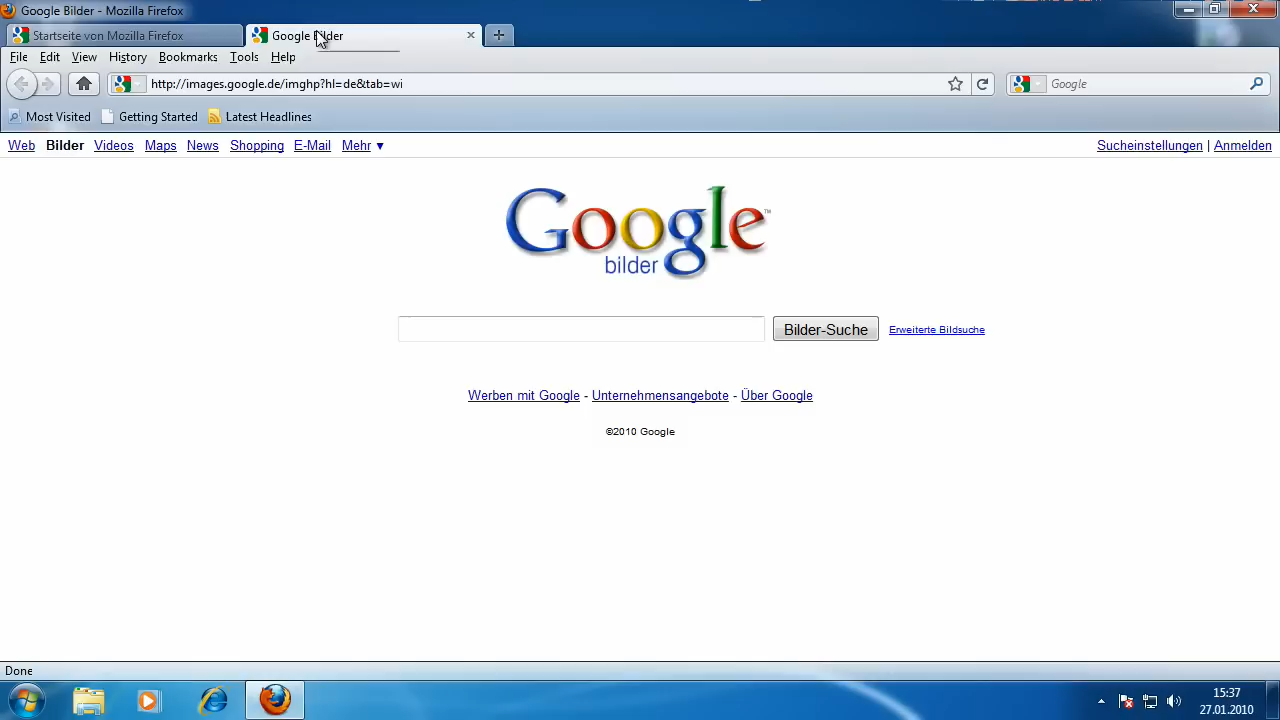 Google Bilder - Mozilla Firefox
Startseite von Mozilla Firefox
Google Bilder
File Edit View History Bookmarks Tools Help
http://images.google.de/imghp?hl=de&tab=wi
Google
Most Visited Getting Started Latest Headlines
Web Bilder Videos Maps News Shopping E-Mail Mehr ▼
Sucheinstellungen | Anmelden
Google™
bilder
Bilder-Suche
Erweiterte Bildsuche
Werben mit Google - Unternehmensangebote - Über Google
©2010 Google
Done
15:37
27.01.2010